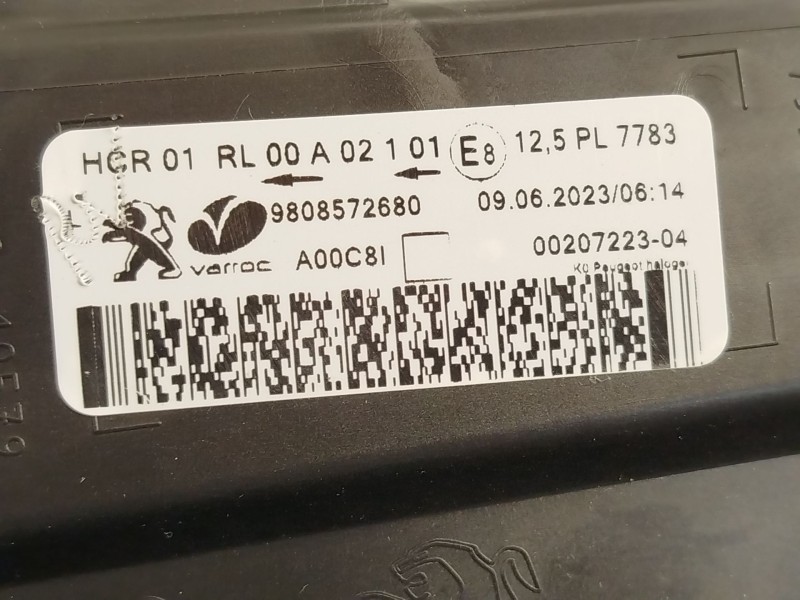 HCR 01 RL 00 A 02 1 01 E8 12,5 PL 7783
9808572680 09.06.2023/06:14
varroc A00C8I 00207223-04
K0 Peugeot haloge